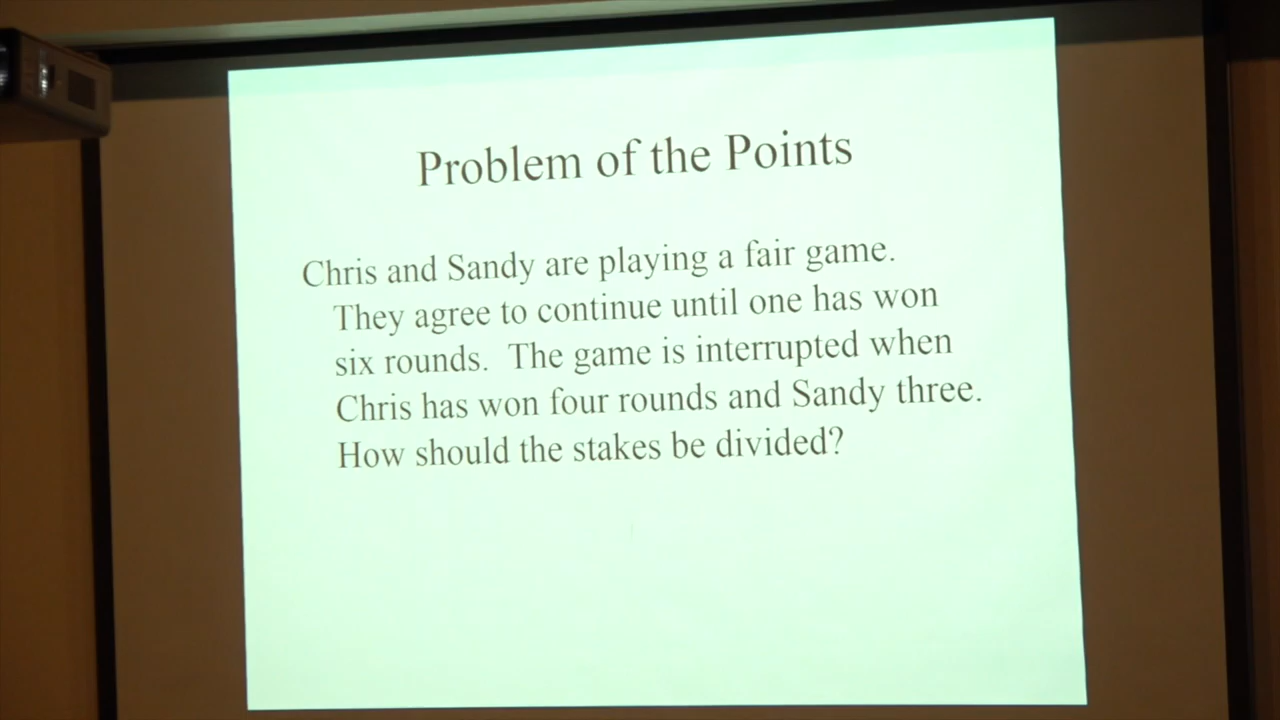 Problem of the Points
Chris and Sandy are playing a fair game.
They agree to continue until one has won
six rounds. The game is interrupted when
Chris has won four rounds and Sandy three.
How should the stakes be divided?